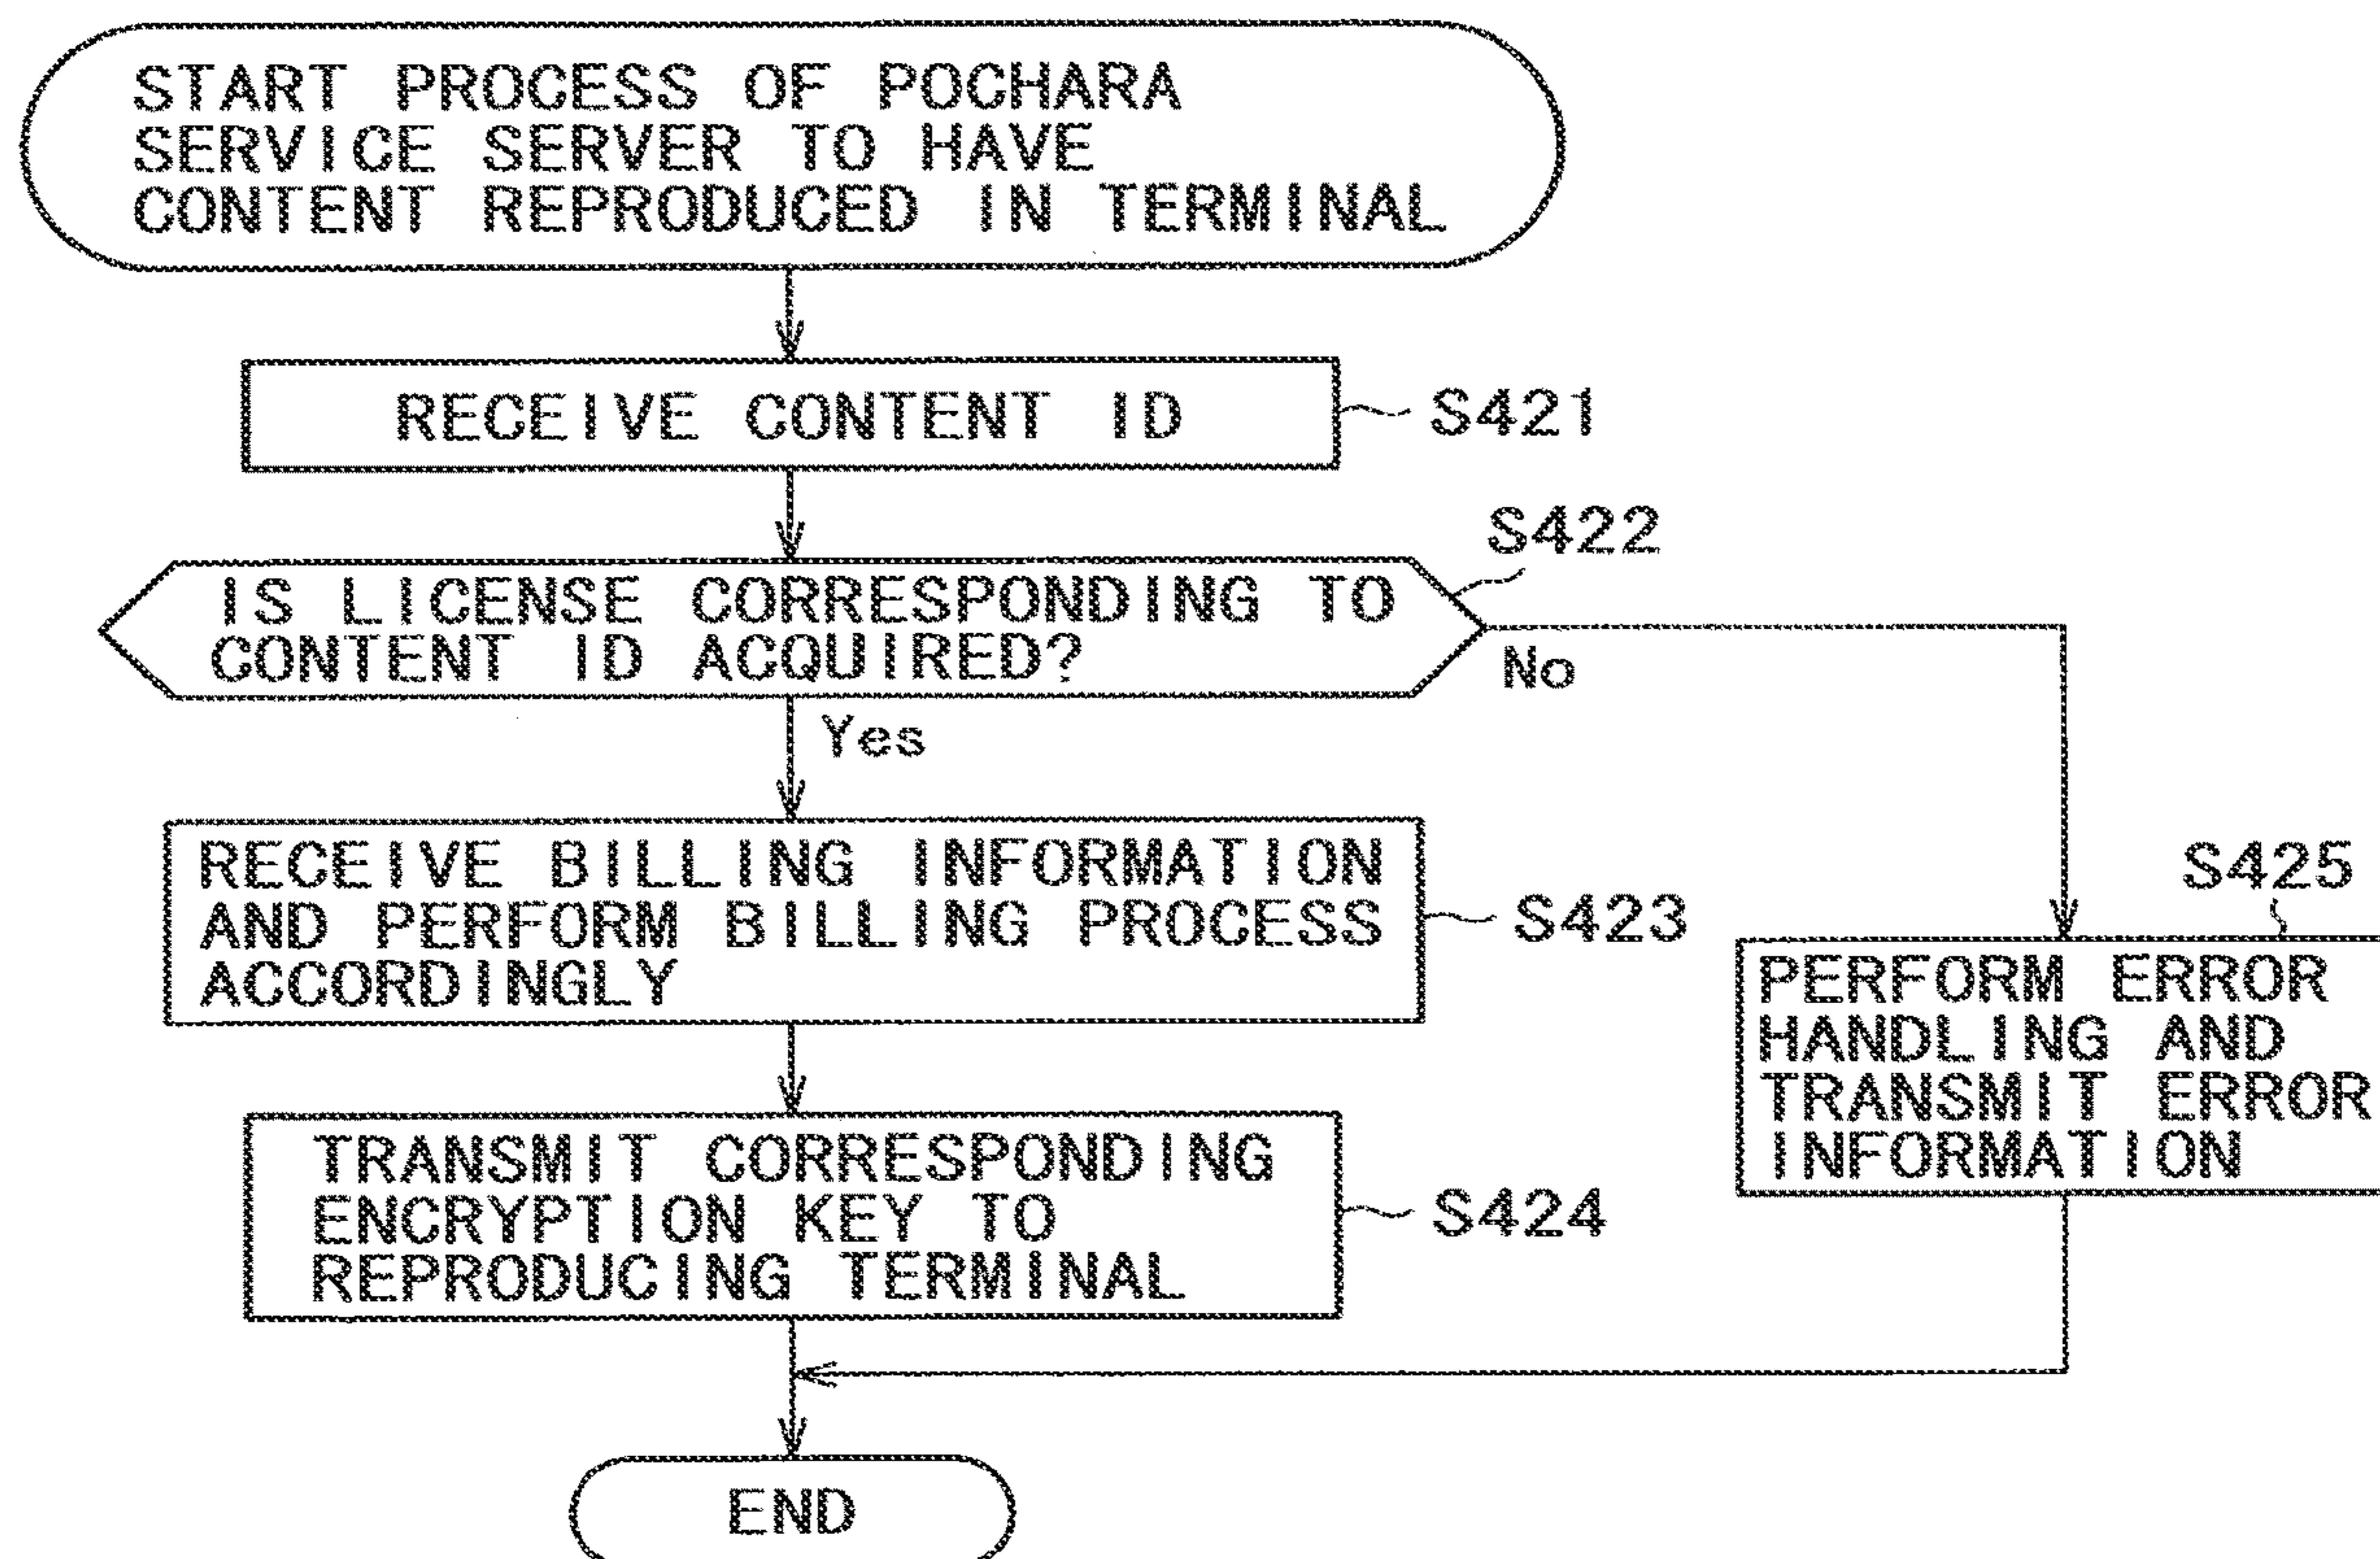 START PROCESS OF POCHARA
SERVICE SERVER TO HAVE
CONTENT REPRODUCED IN TERMINAL
RECEIVE CONTENT ID
S421
S422
IS LICENSE CORRESPONDING TO
CONTENT ID ACQUIRED?
No
Yes
RECEIVE BILLING INFORMATION
AND PERFORM BILLING PROCESS
ACCORDINGLY
S423
S425
PERFORM ERROR
HANDLING AND
TRANSMIT ERROR
INFORMATION
TRANSMIT CORRESPONDING
ENCRYPTION KEY TO
REPRODUCING TERMINAL
S424
END